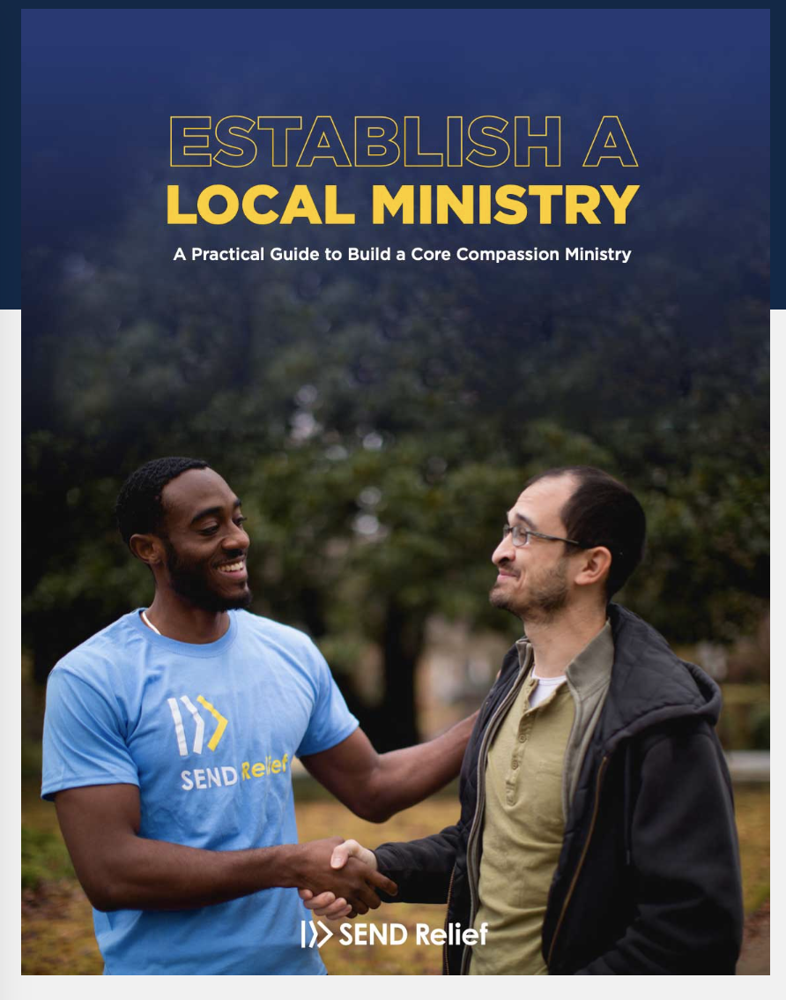 ESTABLISH A
LOCAL MINISTRY
A Practical Guide to Build a Core Compassion Ministry
SEND Relief
SEND Relief